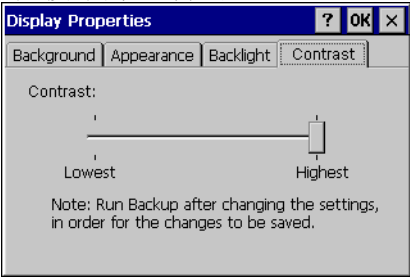 Display Properties ? OK ×
Background Appearance Backlight Contrast
Contrast:
Lowest Highest
Note: Run Backup after changing the settings,
in order for the changes to be saved.